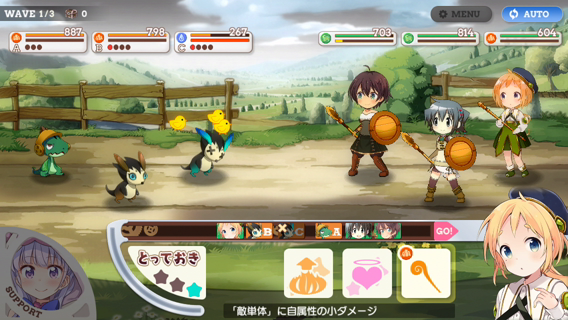 WAVE 1/3 0
MENU
AUTO
887
798
267
703
814
604
A
B
C
B C A
GO!
とっておき
SUPPORT
「敵単体」に自属性の小ダメージ